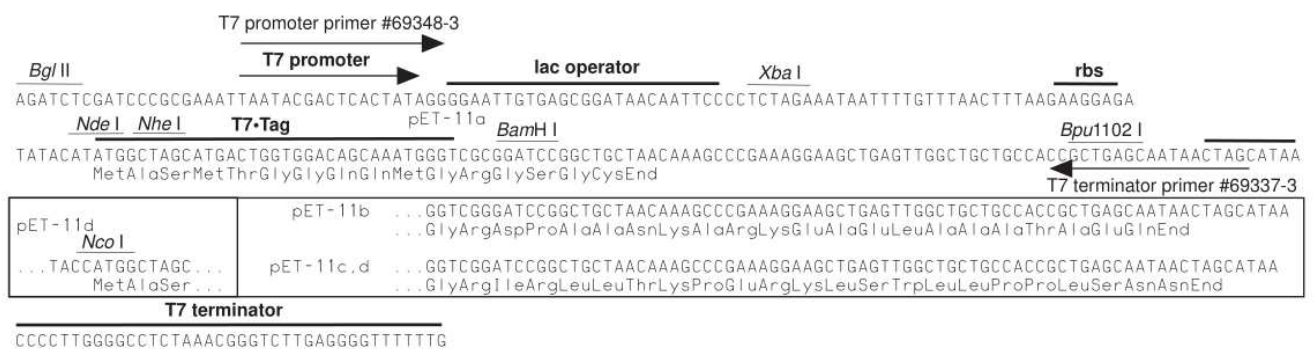 T7 promoter primer #69348-3
Bgl II T7 promoter lac operator Xba I rbs
AGATCTCGATCCCGCGAAATTAATACGACTCACTATAGGGGAATTGTGAGCGGATAACAATTCCCCTCTAGAAATAATTTTGTTTAACTTTAAGAAGGAGA
pET-11a
Nde I Nhe I T7•Tag BamH I Bpu1102 I
TATACATATGGCTAGCATGACTGGTGGACAGCAAATGGGTCGCGGATCCGGCTGCTAACAAAGCCCGAAAGGAAGCTGAGTTGGCTGCTGCCACCGCTGAGCAATAACTAGCATAA
MetAlaSerMetThrGlyGlyGlnGlnMetGlyArgGlySerGlyCysEnd
T7 terminator primer #69337-3
pET-11b ...GGTCGGGATCCGGCTGCTAACAAAGCCCGAAAGGAAGCTGAGTTGGCTGCTGCCACCGCTGAGCAATAACTAGCATAA
pET-11d ...GlyArgAspProAlaAlaAsnLysAlaArgLysGluAlaGluLeuAlaAlaAlaThrAlaGluGlnEnd
Nco I
...TACCATGGCTAGC... pET-11c,d ...GGTCGGATCCGGCTGCTAACAAAGCCCGAAAGGAAGCTGAGTTGGCTGCTGCCACCGCTGAGCAATAACTAGCATAA
MetAlaSer... ...GlyArgIleArgLeuLeuThrLysProGluArgLysLeuSerTrpLeuLeuProProLeuSerAsnAsnEnd
T7 terminator
CCCCTTGGGGCCTCTAAACGGGTCTTGAGGGGTTTTTTG